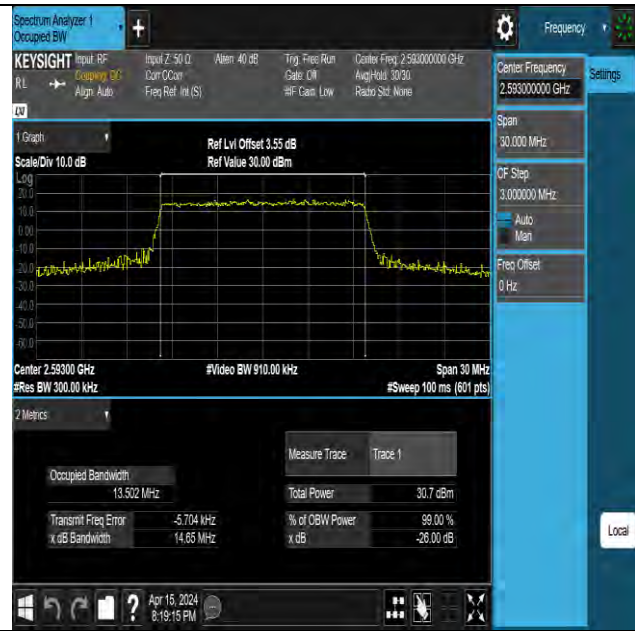 Spectrum Analyzer 1
Occupied BW
+
Frequency
KEYSIGHT
RL
LXI
Input: RF
Coupling: DC
Align: Auto
Input Z: 50 Ω
Corr CCorr
Freq Ref: Int (S)
Atten: 40 dB
Trig: Free Run
Gate: Off
#IF Gain: Low
Center Freq: 2.593000000 GHz
Avg|Hold: 30/30
Radio Std: None
Center Frequency
2.593000000 GHz
Settings
Span
30.000 MHz
CF Step
3.000000 MHz
Auto
Man
Freq Offset
0 Hz
Local
1 Graph
Scale/Div 10.0 dB
Ref Lvl Offset 3.55 dB
Ref Value 30.00 dBm
Log
20.0
10.0
0.00
-10.0
-20.0
-30.0
-40.0
-50.0
-60.0
Center 2.59300 GHz
#Video BW 910.00 kHz
Span 30 MHz
#Res BW 300.00 kHz
#Sweep 100 ms (601 pts)
2 Metrics
Measure Trace
Trace 1
Occupied Bandwidth
13.502 MHz
Total Power
30.7 dBm
Transmit Freq Error
-5.704 kHz
% of OBW Power
99.00 %
x dB Bandwidth
14.65 MHz
x dB
-26.00 dB
?
Apr 15, 2024
8:19:15 PM